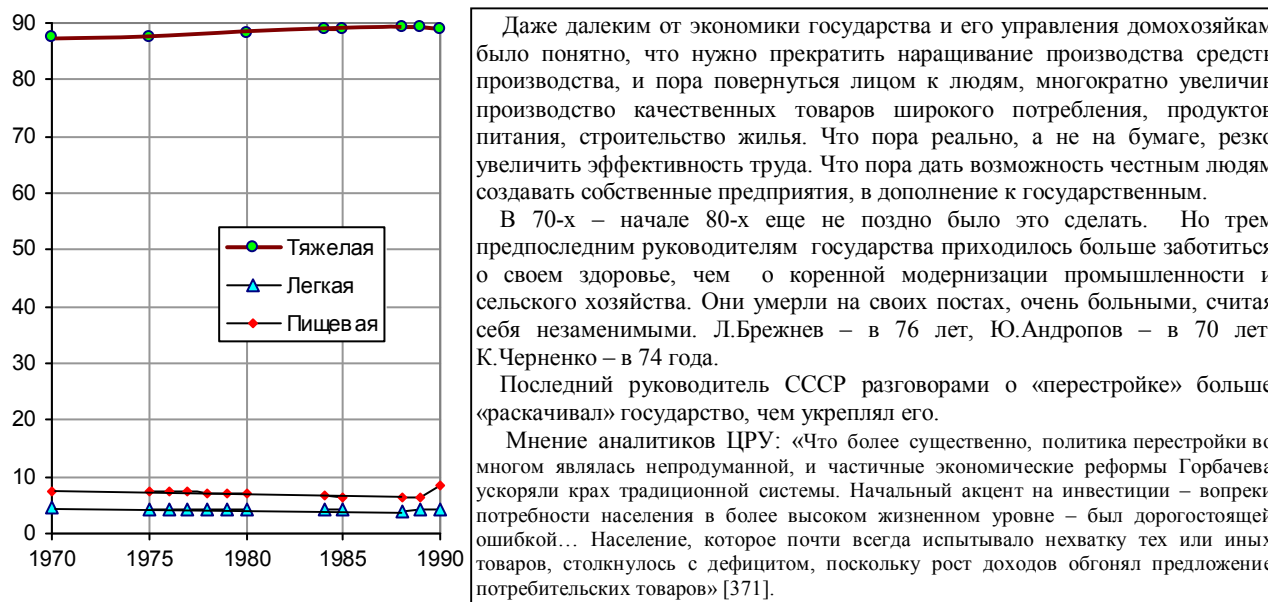 90
80
70
60
50
40
30
20
10
0
1970
1975
1980
1985
1990
Тяжелая
Легкая
Пищевая
Даже далеким от экономики государства и его управления домохозяйкам
было понятно, что нужно прекратить наращивание производства средств
производства, и пора повернуться лицом к людям, многократно увеличив
производство качественных товаров широкого потребления, продуктов
питания, строительство жилья. Что пора реально, а не на бумаге, резко
увеличить эффективность труда. Что пора дать возможность честным людям
создавать собственные предприятия, в дополнение к государственным.
В 70-х – начале 80-х еще не поздно было это сделать. Но трем
предпоследним руководителям государства приходилось больше заботиться
о своем здоровье, чем о коренной модернизации промышленности и
сельского хозяйства. Они умерли на своих постах, очень больными, считая
себя незаменимыми. Л.Брежнев – в 76 лет, Ю.Андропов – в 70 лет
К.Черненко – в 74 года.
Последний руководитель СССР разговорами о «перестройке» больше
«раскачивал» государство, чем укреплял его.
Мнение аналитиков ЦРУ: «Что более существенно, политика перестройки во
многом являлась непродуманной, и частичные экономические реформы Горбачева
ускоряли крах традиционной системы. Начальный акцент на инвестиции – вопреки
потребности населения в более высоком жизненном уровне – был дорогостоящей
ошибкой… Население, которое почти всегда испытывало нехватку тех или иных
товаров, столкнулось с дефицитом, поскольку рост доходов обгонял предложение
потребительских товаров» [371].